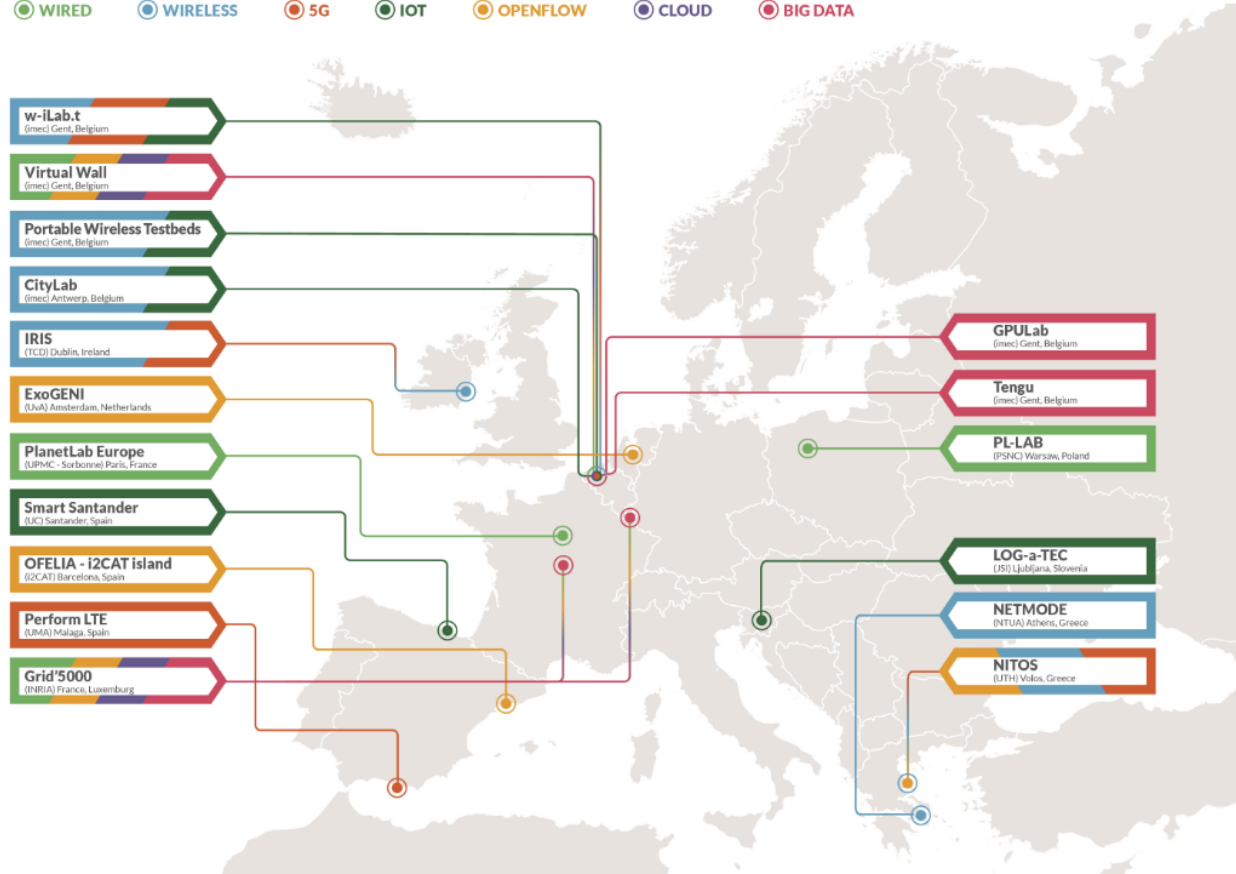 WIRED WIRELESS 5G IOT OPENFLOW CLOUD BIG DATA
w-iLab.t
(imec) Gent, Belgium
Virtual Wall
(imec) Gent, Belgium
Portable Wireless Testbeds
(imec) Gent, Belgium
CityLab
(imec) Antwerp, Belgium
IRIS
(TCD) Dublin, Ireland
ExoGENI
(UvA) Amsterdam, Netherlands
PlanetLab Europe
(UPMC - Sorbonne) Paris, France
Smart Santander
(UC) Santander, Spain
OFELIA - i2CAT island
(i2CAT) Barcelona, Spain
Perform LTE
(UMA) Malaga, Spain
Grid'5000
(INRIA) France, Luxemburg
GPULab
(imec) Gent, Belgium
Tengu
(imec) Gent, Belgium
PL-LAB
(PSNC) Warsaw, Poland
LOG-a-TEC
(JSI) Ljubljana, Slovenia
NETMODE
(NTUA) Athens, Greece
NITOS
(UTH) Volos, Greece